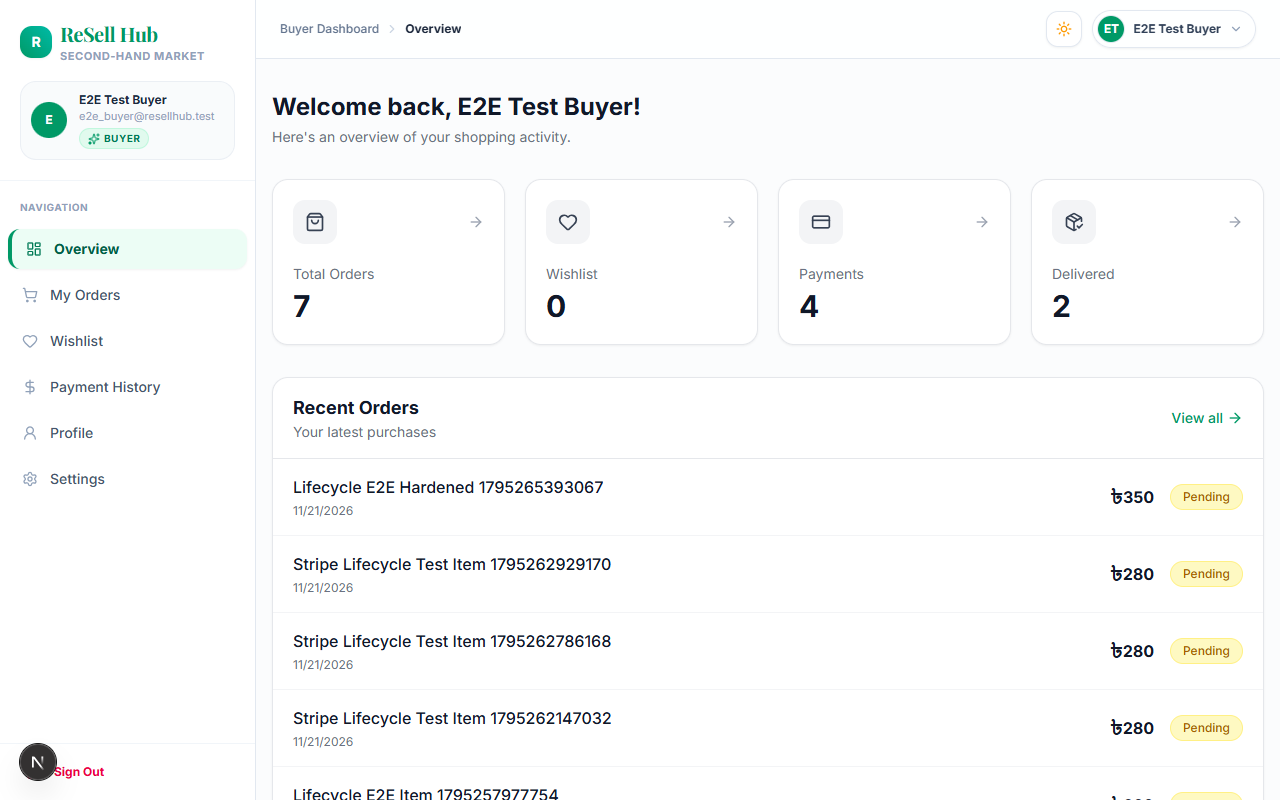 R
ReSell Hub
SECOND-HAND MARKET
E
E2E Test Buyer
e2e_buyer@resellhub.test
BUYER
NAVIGATION
Overview
My Orders
Wishlist
Payment History
Profile
Settings
N
Sign Out
Buyer Dashboard
Overview
ET
E2E Test Buyer
Welcome back, E2E Test Buyer!
Here's an overview of your shopping activity.
Total Orders
7
Wishlist
0
Payments
4
Delivered
2
Recent Orders
Your latest purchases
View all
Lifecycle E2E Hardened 1795265393067
11/21/2026
৳350
Pending
Stripe Lifecycle Test Item 1795262929170
11/21/2026
৳280
Pending
Stripe Lifecycle Test Item 1795262786168
11/21/2026
৳280
Pending
Stripe Lifecycle Test Item 1795262147032
11/21/2026
৳280
Pending
Lifecycle E2E Item 1795257977754